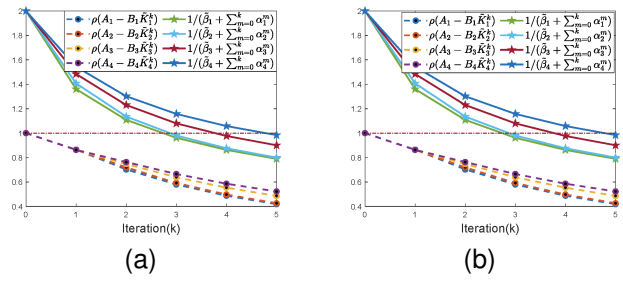 2
1.8
1.6
1.4
1.2
1
0.8
0.6
0.4
ρ(A₁ − B₁K̃₁ᵏ) 1/(β̃₁ + ∑ᵏₘ₌₀ α₁ᵐ)
ρ(A₂ − B₂K̃₂ᵏ) 1/(β̃₂ + ∑ᵏₘ₌₀ α₂ᵐ)
ρ(A₃ − B₃K̃₃ᵏ) 1/(β̃₃ + ∑ᵏₘ₌₀ α₃ᵐ)
ρ(A₄ − B₄K̃₄ᵏ) 1/(β̃₄ + ∑ᵏₘ₌₀ α₄ᵐ)
0 1 2 3 4 5
Iteration(k)
(a)
2
1.8
1.6
1.4
1.2
1
0.8
0.6
0.4
ρ(A₁ − B₁K̄₁ᵏ) 1/(β̄₁ + ∑ᵏₘ₌₀ α₁ᵐ)
ρ(A₂ − B₂K̄₂ᵏ) 1/(β̄₂ + ∑ᵏₘ₌₀ α₂ᵐ)
ρ(A₃ − B₃K̄₃ᵏ) 1/(β̄₃ + ∑ᵏₘ₌₀ α₃ᵐ)
ρ(A₄ − B₄K̄₄ᵏ) 1/(β̄₄ + ∑ᵏₘ₌₀ α₄ᵐ)
0 1 2 3 4 5
Iteration(k)
(b)